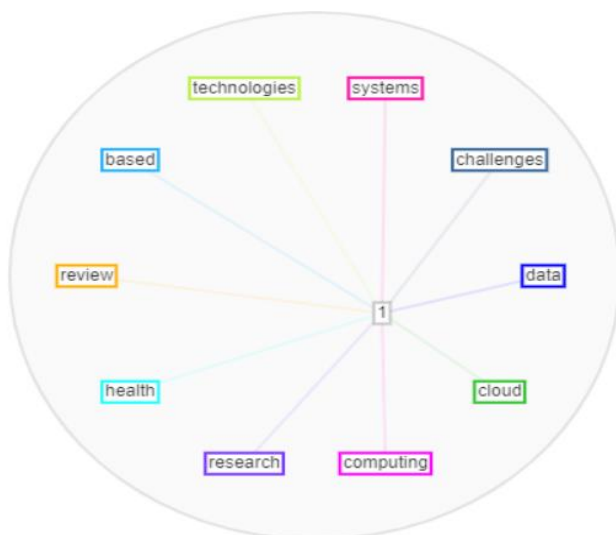 technologies systems
based challenges
review data
1
health cloud
research computing